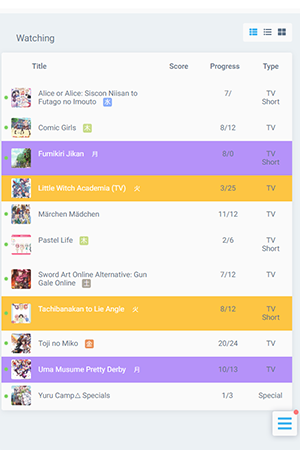 Watching
Title Score Progress Type
Alice or Alice: Siscon Niisan to 7/ TV
Futago no Imouto 水 Short
Comic Girls 木 8/12 TV
Fumikiri Jikan 月 8/0 TV
Short
Little Witch Academia (TV) 火 3/25 TV
Märchen Mädchen 11/12 TV
Pastel Life 木 2/6 TV
Short
Sword Art Online Alternative: Gun 7/12 TV
Gale Online 土
Tachibanakan to Lie Angle 火 8/12 TV
Short
Toji no Miko 金 20/24 TV
Uma Musume Pretty Derby 月 10/13 TV
Yuru Camp△ Specials 1/3 Special